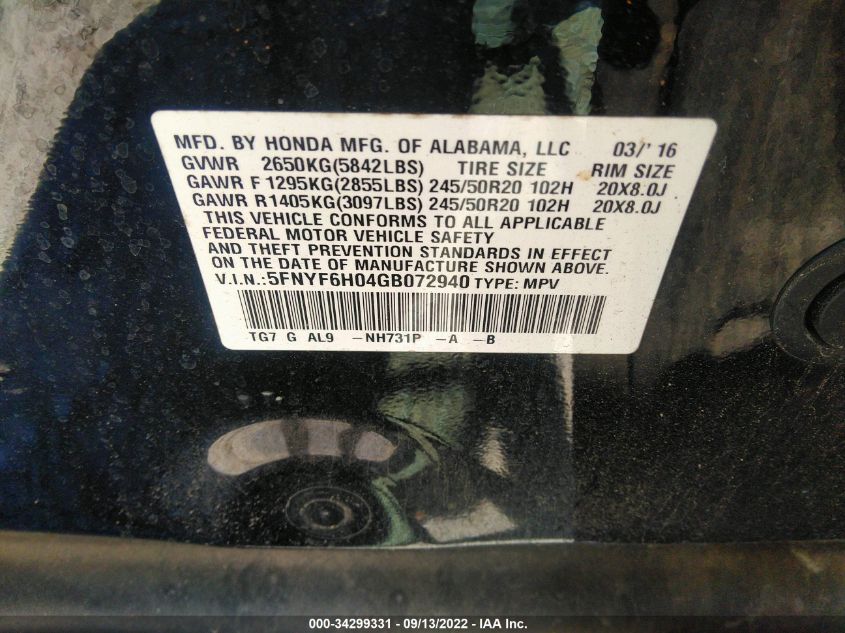 MFD. BY HONDA MFG. OF ALABAMA, LLC 03/' 16
GVWR 2650KG(5842LBS) TIRE SIZE RIM SIZE
GAWR F 1295KG(2855LBS) 245/50R20 102H 20X8.0J
GAWR R1405KG(3097LBS) 245/50R20 102H 20X8.0J
THIS VEHICLE CONFORMS TO ALL APPLICABLE
FEDERAL MOTOR VEHICLE SAFETY
AND THEFT PREVENTION STANDARDS IN EFFECT
ON THE DATE OF MANUFACTURE SHOWN ABOVE.
V.I.N.:5FNYF6H04GB072940 TYPE: MPV
TG7 G AL9 -NH731P -A -B
000-34299331 - 09/13/2022 - IAA Inc.